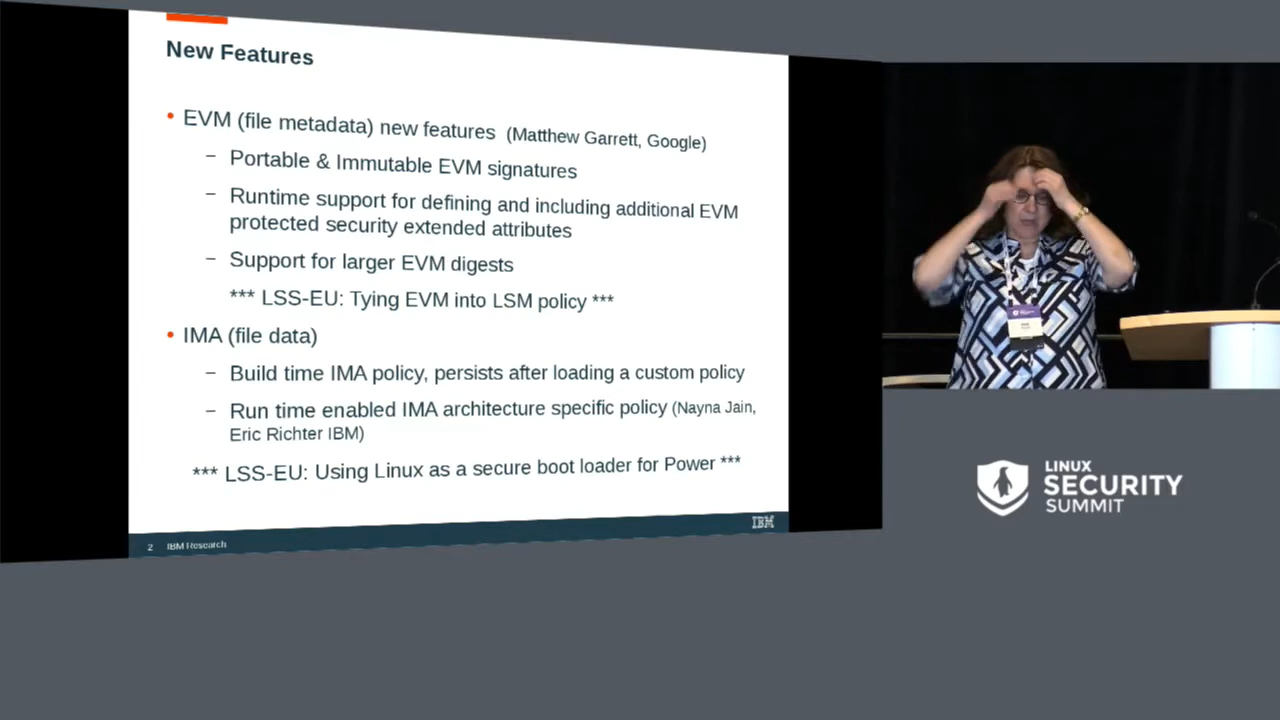 New Features
• EVM (file metadata) new features (Matthew Garrett, Google)
– Portable & Immutable EVM signatures
– Runtime support for defining and including additional EVM
protected security extended attributes
– Support for larger EVM digests
*** LSS-EU: Tying EVM into LSM policy ***
• IMA (file data)
– Build time IMA policy, persists after loading a custom policy
– Run time enabled IMA architecture specific policy (Nayna Jain,
Eric Richter IBM)
*** LSS-EU: Using Linux as a secure boot loader for Power ***
2 IBM Research
IBM
LINUX
SECURITY
SUMMIT